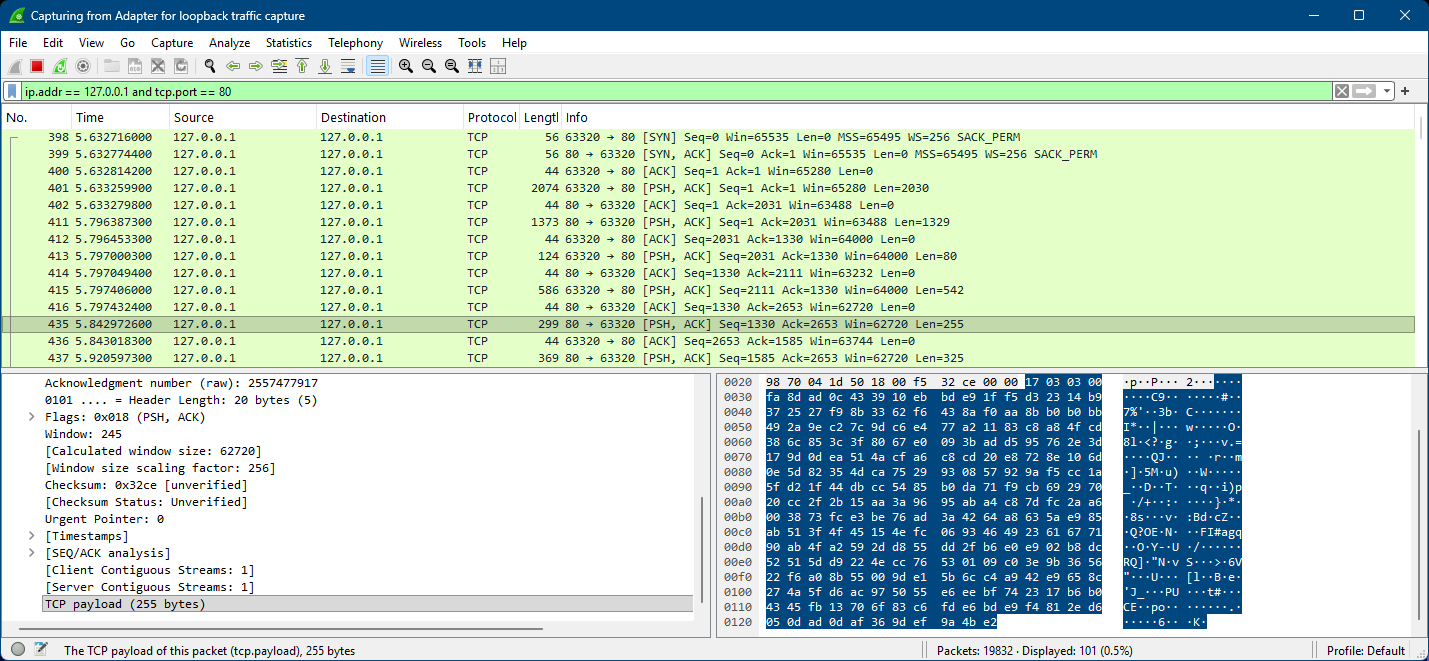 Capturing from Adapter for loopback traffic capture
File Edit View Go Capture Analyze Statistics Telephony Wireless Tools Help
ip.addr == 127.0.0.1 and tcp.port == 80
No. Time Source Destination Protocol Lengtl Info
398 5.632716000 127.0.0.1 127.0.0.1 TCP 56 63320 → 80 [SYN] Seq=0 Win=65535 Len=0 MSS=65495 WS=256 SACK_PERM
399 5.632774400 127.0.0.1 127.0.0.1 TCP 56 80 → 63320 [SYN, ACK] Seq=0 Ack=1 Win=65535 Len=0 MSS=65495 WS=256 SACK_PERM
400 5.632814200 127.0.0.1 127.0.0.1 TCP 44 63320 → 80 [ACK] Seq=1 Ack=1 Win=65280 Len=0
401 5.633259900 127.0.0.1 127.0.0.1 TCP 2074 63320 → 80 [PSH, ACK] Seq=1 Ack=1 Win=65280 Len=2030
402 5.633279800 127.0.0.1 127.0.0.1 TCP 44 80 → 63320 [ACK] Seq=1 Ack=2031 Win=63488 Len=0
411 5.796387300 127.0.0.1 127.0.0.1 TCP 1373 80 → 63320 [PSH, ACK] Seq=1 Ack=2031 Win=63488 Len=1329
412 5.796453300 127.0.0.1 127.0.0.1 TCP 44 63320 → 80 [ACK] Seq=2031 Ack=1330 Win=64000 Len=0
413 5.797000300 127.0.0.1 127.0.0.1 TCP 124 63320 → 80 [PSH, ACK] Seq=2031 Ack=1330 Win=64000 Len=80
414 5.797049400 127.0.0.1 127.0.0.1 TCP 44 80 → 63320 [ACK] Seq=1330 Ack=2111 Win=63232 Len=0
415 5.797406000 127.0.0.1 127.0.0.1 TCP 586 63320 → 80 [PSH, ACK] Seq=2111 Ack=1330 Win=64000 Len=542
416 5.797432400 127.0.0.1 127.0.0.1 TCP 44 80 → 63320 [ACK] Seq=1330 Ack=2653 Win=62720 Len=0
435 5.842972600 127.0.0.1 127.0.0.1 TCP 299 80 → 63320 [PSH, ACK] Seq=1330 Ack=2653 Win=62720 Len=255
436 5.843018300 127.0.0.1 127.0.0.1 TCP 44 63320 → 80 [ACK] Seq=2653 Ack=1585 Win=63744 Len=0
437 5.920597300 127.0.0.1 127.0.0.1 TCP 369 80 → 63320 [PSH, ACK] Seq=1585 Ack=2653 Win=62720 Len=325
Acknowledgment number (raw): 2557477917
0101 .... = Header Length: 20 bytes (5)
Flags: 0x018 (PSH, ACK)
Window: 245
[Calculated window size: 62720]
[Window size scaling factor: 256]
Checksum: 0x32ce [unverified]
[Checksum Status: Unverified]
Urgent Pointer: 0
[Timestamps]
[SEQ/ACK analysis]
[Client Contiguous Streams: 1]
[Server Contiguous Streams: 1]
TCP payload (255 bytes)
0020 98 70 04 1d 50 18 00 f5 32 ce 00 00 17 03 03 00 ·p··P···2·······
0030 fa 8d ad 0c 43 39 10 eb bd e9 1f f5 d3 23 14 b9 ····C9·······#··
0040 37 25 27 f9 8b 33 62 f6 43 8a f0 aa 8b b0 b0 bb 7%'··3b·C·······
0050 49 2a 9e c2 7c 9d c6 e4 77 a2 11 83 c8 a8 4f cd I*··|···w·····O·
0060 38 6c 85 3c 3f 80 67 e0 09 3b ad d5 95 76 2e 3d 8l·<?·g··;···v.=
0070 17 9d 0d ea 51 4a cf a6 c8 cd 20 e8 72 8e 10 6d ····QJ···· ·r··m
0080 0e 5d 82 35 4d ca 75 29 93 08 57 92 9a f5 cc 1a ·]·5M·u)··W·····
0090 5f d2 1f 44 db cc 54 85 b0 da 71 f9 cb 69 29 70 _··D··T···q··i)p
00a0 20 cc 2f 2b 15 aa 3a 96 95 ab a4 c8 7d fc 2a a6 ·/+··:·····}·*·
00b0 00 38 73 fc e3 be 76 ad 3a 42 64 a8 63 5a e9 85 ·8s···v·:Bd·cZ··
00c0 ab 51 3f 4f 45 15 4e fc 06 93 46 49 23 61 67 71 ·Q?OE·N···FI#agq
00d0 90 ab 4f a2 59 2d d8 55 dd 2f b6 e0 e9 02 b8 dc ··O·Y-·U·/······
00e0 52 51 5d d9 22 4e cc 76 53 01 09 c0 3e 9b 36 56 RQ]·"N·vS···>·6V
00f0 22 f6 a0 8b 55 00 9d e1 5b 6c c4 a9 42 e9 65 8c "···U···[l··B·e·
0100 27 4a 5f d6 ac 97 50 55 e6 ee bf 74 23 17 b6 b0 'J_···PU···t#···
0110 43 45 fb 13 70 6f 83 c6 fd e6 bd e9 f4 81 2e d6 CE··po········.·
0120 05 0d ad 0d af 36 9d ef 9a 4b e2 ·····6···K·
The TCP payload of this packet (tcp.payload), 255 bytes
Packets: 19832 · Displayed: 101 (0.5%)
Profile: Default